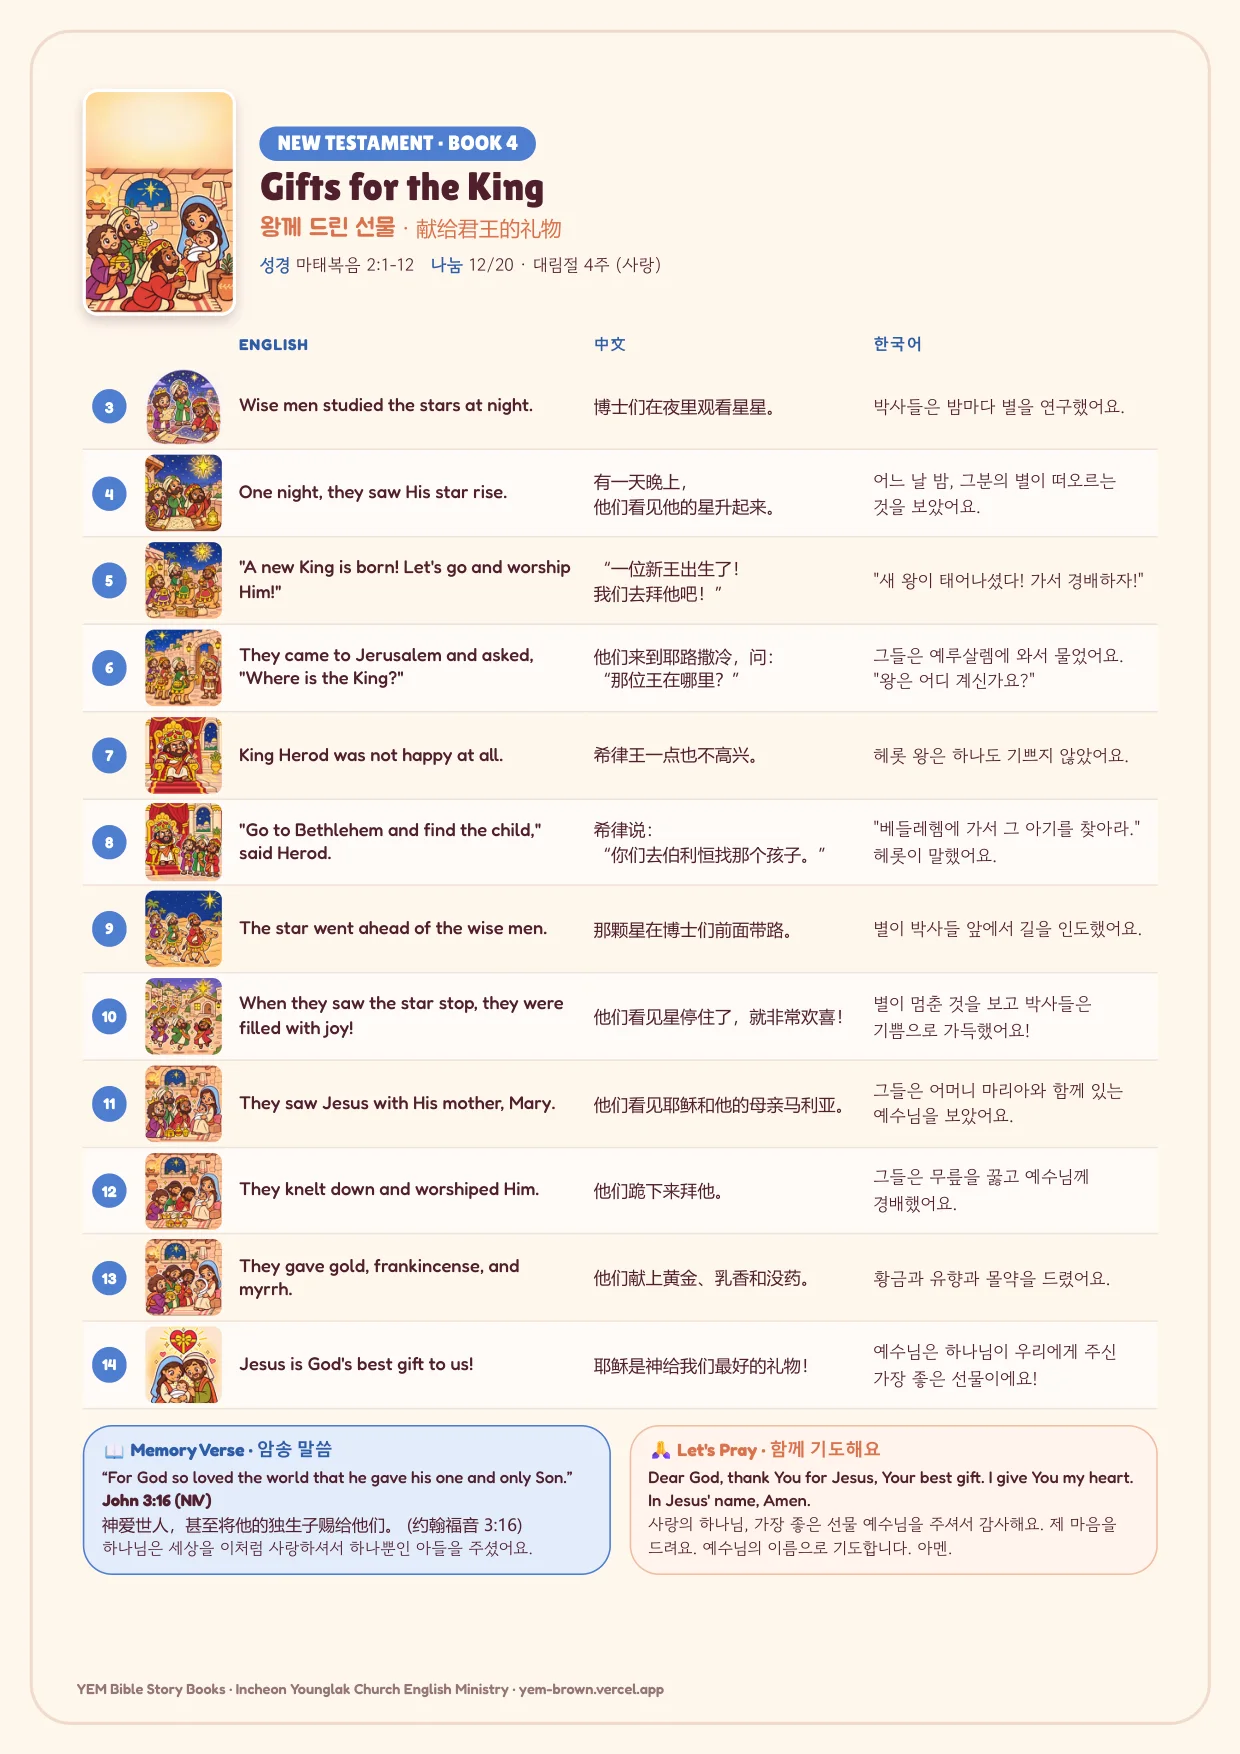 NEW TESTAMENT · BOOK 4
Gifts for the King
왕께 드린 선물 · 献给君王的礼物
성경 마태복음 2:1-12 나눔 12/20 · 대림절 4주 (사랑)
ENGLISH 中文 한국어
3 Wise men studied the stars at night. 博士们在夜里观看星星。 박사들은 밤마다 별을 연구했어요.
4 One night, they saw His star rise. 有一天晚上，
他们看见他的星升起来。 어느 날 밤, 그분의 별이 떠오르는
것을 보았어요.
5 "A new King is born! Let's go and worship
Him!" “一位新王出生了！
我们去拜他吧！” "새 왕이 태어나셨다! 가서 경배하자!"
6 They came to Jerusalem and asked,
"Where is the King?" 他们来到耶路撒冷，问：
“那位王在哪里？” 그들은 예루살렘에 와서 물었어요.
"왕은 어디 계신가요?"
7 King Herod was not happy at all. 希律王一点也不高兴。 헤롯 왕은 하나도 기쁘지 않았어요.
8 "Go to Bethlehem and find the child,"
said Herod. 希律说：
“你们去伯利恒找那个孩子。” "베들레헴에 가서 그 아기를 찾아라."
헤롯이 말했어요.
9 The star went ahead of the wise men. 那颗星在博士们前面带路。 별이 박사들 앞에서 길을 인도했어요.
10 When they saw the star stop, they were
filled with joy! 他们看见星停住了，就非常欢喜！ 별이 멈춘 것을 보고 박사들은
기쁨으로 가득했어요!
11 They saw Jesus with His mother, Mary. 他们看见耶稣和他的母亲马利亚。 그들은 어머니 마리아와 함께 있는
예수님을 보았어요.
12 They knelt down and worshiped Him. 他们跪下来拜他。 그들은 무릎을 꿇고 예수님께
경배했어요.
13 They gave gold, frankincense, and
myrrh. 他们献上黄金、乳香和没药。 황금과 유향과 몰약을 드렸어요.
14 Jesus is God's best gift to us! 耶稣是神给我们最好的礼物！ 예수님은 하나님이 우리에게 주신
가장 좋은 선물이에요!
Memory Verse · 암송 말씀
“For God so loved the world that he gave his one and only Son.”
John 3:16 (NIV)
神爱世人，甚至将他的独生子赐给他们。 (约翰福音 3:16)
하나님은 세상을 이처럼 사랑하셔서 하나뿐인 아들을 주셨어요.
Let's Pray · 함께 기도해요
Dear God, thank You for Jesus, Your best gift. I give You my heart.
In Jesus' name, Amen.
사랑의 하나님, 가장 좋은 선물 예수님을 주셔서 감사해요. 제 마음을
드려요. 예수님의 이름으로 기도합니다. 아멘.
YEM Bible Story Books · Incheon Younglak Church English Ministry · yem-brown.vercel.app